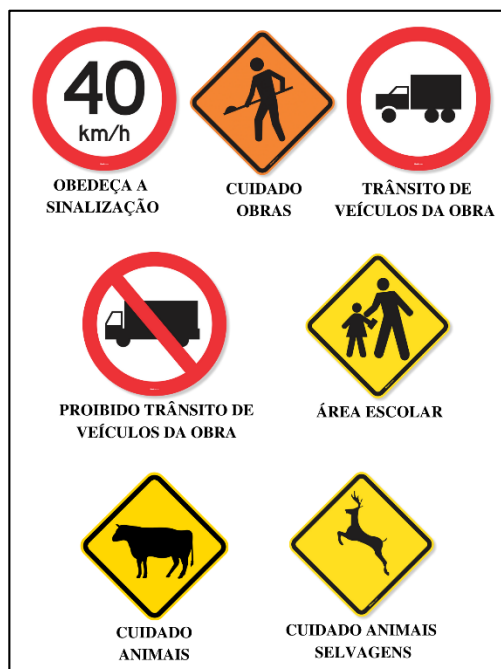 40
km/h
OBEDEÇA A
SINALIZAÇÃO
CUIDADO
OBRAS
TRÂNSITO DE
VEÍCULOS DA OBRA
PROIBIDO TRÂNSITO DE
VEÍCULOS DA OBRA
ÁREA ESCOLAR
CUIDADO
ANIMAIS
CUIDADO ANIMAIS
SELVAGENS